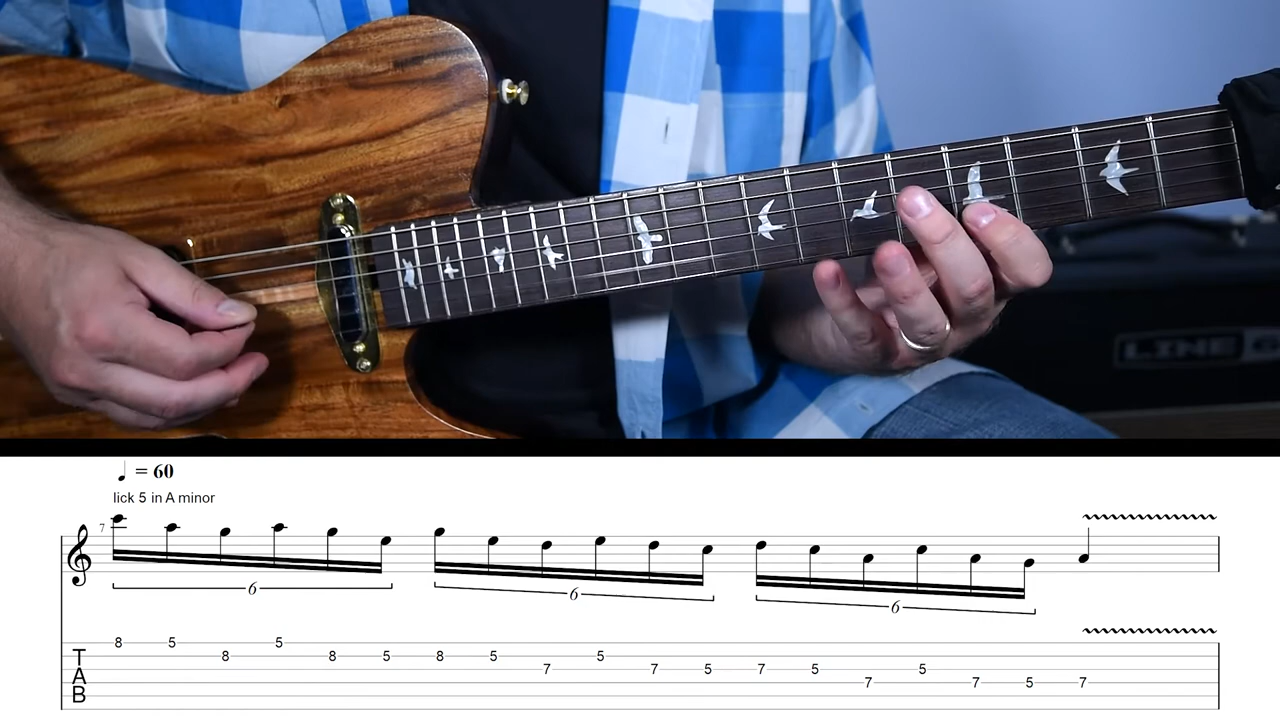 LINE 6
= 60
lick 5 in A minor
7
6 6 6
8 5 5
T 8 8 5 8 5 5
A 7 7 5 7 5 5
B 7 7 5 7